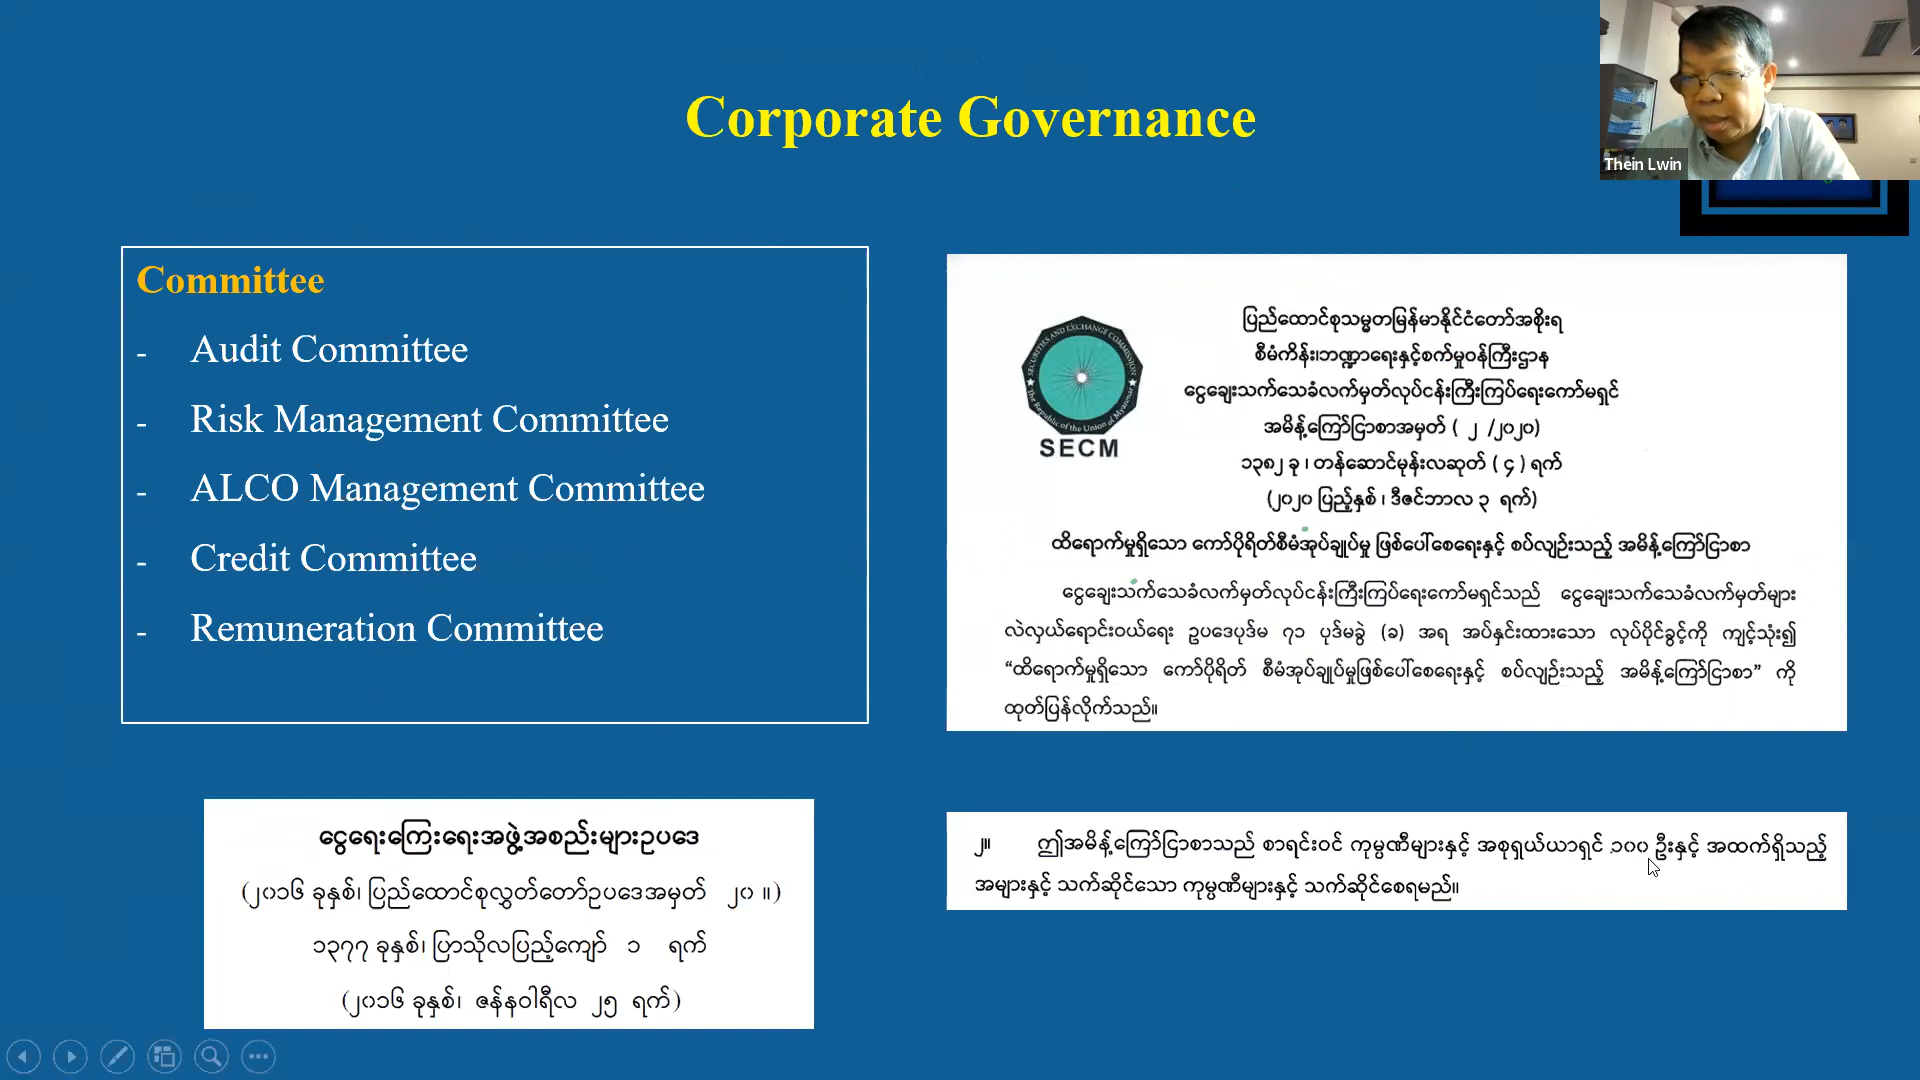 Corporate Governance
Thein Lwin
Committee
- Audit Committee
- Risk Management Committee
- ALCO Management Committee
- Credit Committee
- Remuneration Committee
SECURITIES AND EXCHANGE COMMISSION
The Republic of the Union of Myanmar
SECM
ပြည်ထောင်စုသမ္မတမြန်မာနိုင်ငံတော်အစိုးရ
စီမံကိန်း၊ဘဏ္ဍာရေးနှင့်စက်မှုဝန်ကြီးဌာန
ငွေချေးသက်သေခံလက်မှတ်လုပ်ငန်းကြီးကြပ်ရေးကော်မရှင်
အမိန့်ကြော်ငြာစာအမှတ် ( ၂ /၂၀၂၀)
၁၃၈၂ ခု ၊ တန်ဆောင်မုန်းလဆုတ် ( ၄ ) ရက်
(၂၀၂၀ ပြည့်နှစ် ၊ ဒီဇင်ဘာလ ၃ ရက်)
ထိရောက်မှုရှိသော ကော်ပိုရိတ်စီမံအုပ်ချုပ်မှု ဖြစ်ပေါ်စေရေးနှင့် စပ်လျဉ်းသည့် အမိန့်ကြော်ငြာစာ
ငွေချေးသက်သေခံလက်မှတ်လုပ်ငန်းကြီးကြပ်ရေးကော်မရှင်သည် ငွေချေးသက်သေခံလက်မှတ်များ
လဲလှယ်ရောင်းဝယ်ရေး ဥပဒေပုဒ်မ ၇၁ ပုဒ်မခွဲ (ခ) အရ အပ်နှင်းထားသော လုပ်ပိုင်ခွင့်ကို ကျင့်သုံး၍
“ထိရောက်မှုရှိသော ကော်ပိုရိတ် စီမံအုပ်ချုပ်မှုဖြစ်ပေါ်စေရေးနှင့် စပ်လျဉ်းသည့် အမိန့်ကြော်ငြာစာ” ကို
ထုတ်ပြန်လိုက်သည်။
ငွေရေးကြေးရေးအဖွဲ့အစည်းများဥပဒေ
(၂၀၁၆ ခုနှစ်၊ ပြည်ထောင်စုလွှတ်တော်ဥပဒေအမှတ် ၂၀ ။)
၁၃၇၇ ခုနှစ်၊ ပြာသိုလပြည့်ကျော် ၁ ရက်
(၂၀၁၆ ခုနှစ်၊ ဇန်နဝါရီလ ၂၅ ရက်)
၂။ ဤအမိန့်ကြော်ငြာစာသည် စာရင်းဝင် ကုမ္ပဏီများနှင့် အစုရှယ်ယာရှင် ၁၀၀ ဦးနှင့် အထက်ရှိသည့်
အများနှင့် သက်ဆိုင်သော ကုမ္ပဏီများနှင့် သက်ဆိုင်စေရမည်။